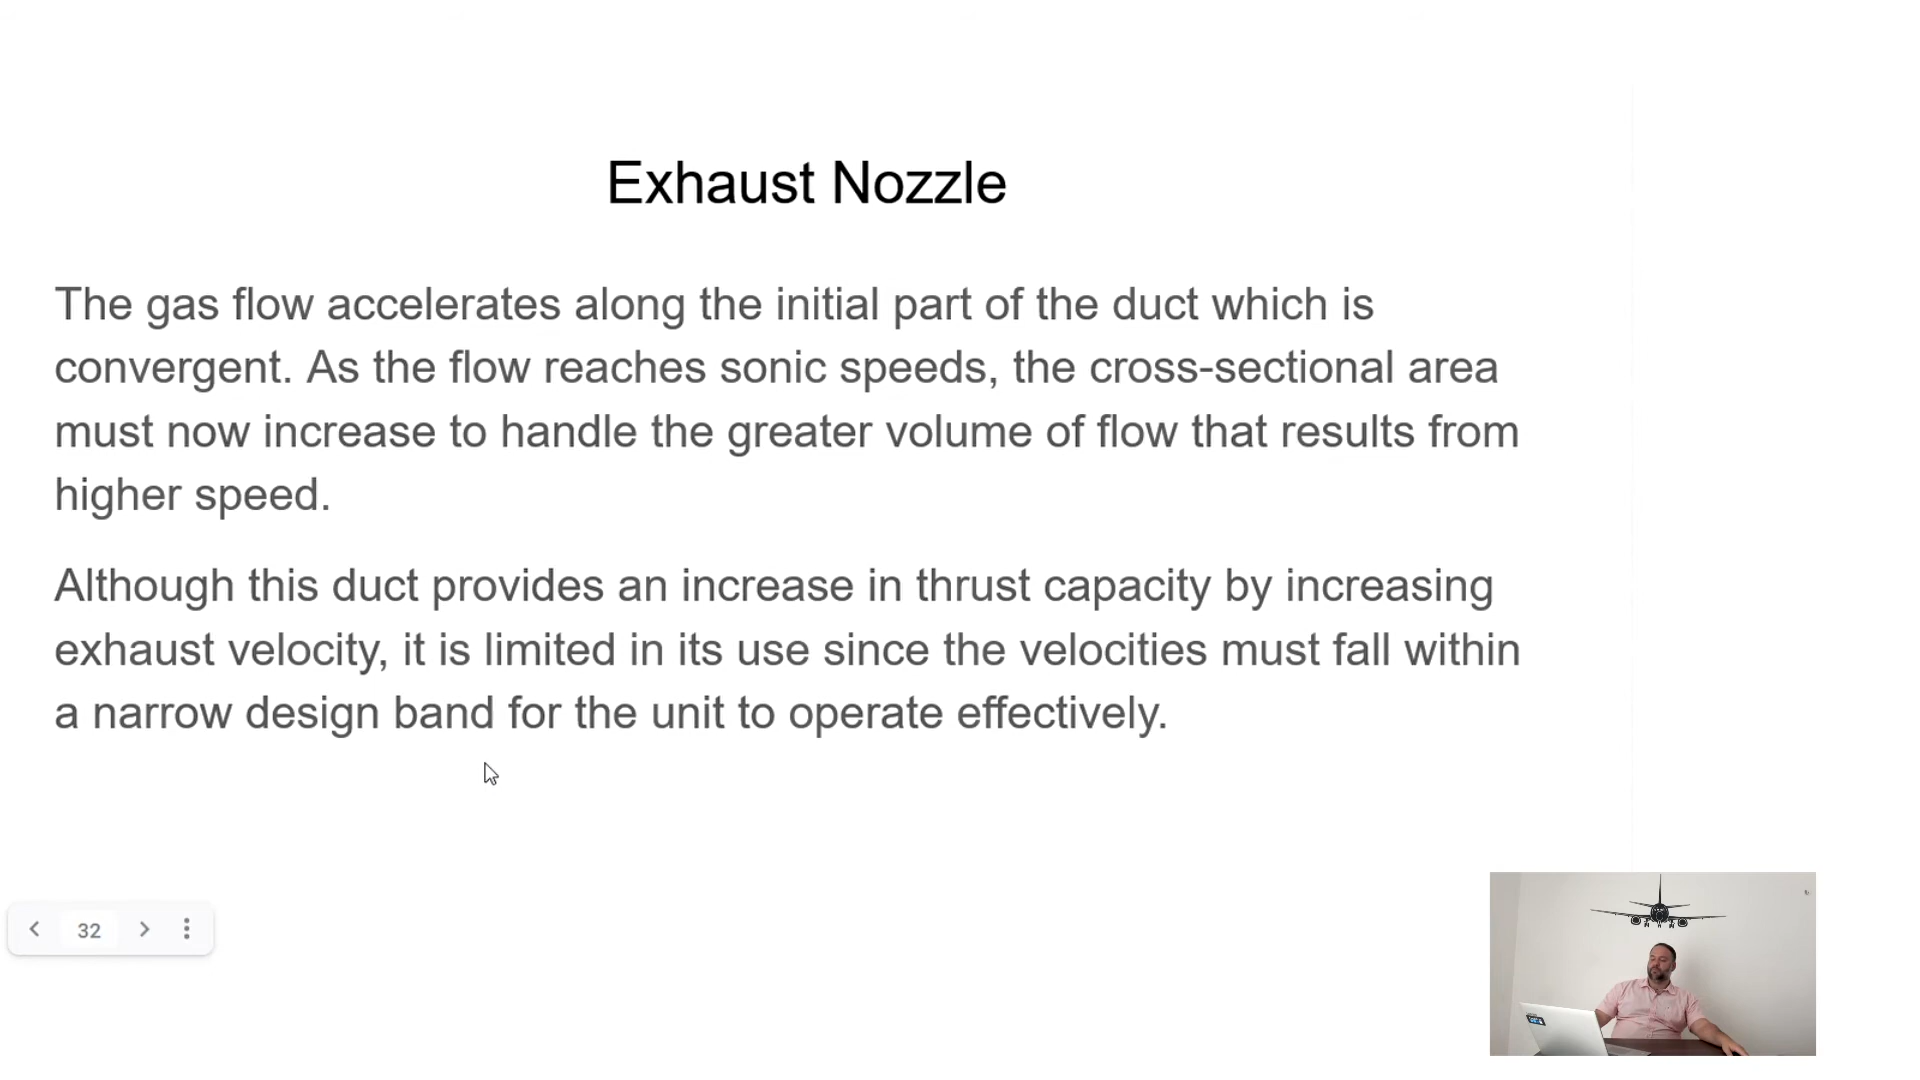 Exhaust Nozzle
The gas flow accelerates along the initial part of the duct which is
convergent. As the flow reaches sonic speeds, the cross-sectional area
must now increase to handle the greater volume of flow that results from
higher speed.
Although this duct provides an increase in thrust capacity by increasing
exhaust velocity, it is limited in its use since the velocities must fall within
a narrow design band for the unit to operate effectively.
32